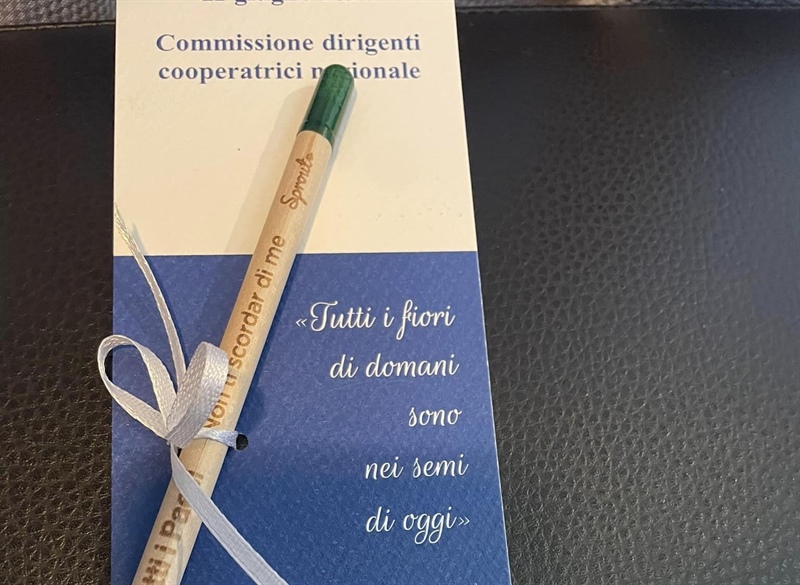 Commissione dirigenti
cooperatrici nazionale
Sprout
Non ti scordar di me
«Tutti i fiori
di domani
sono
nei semi
di oggi»